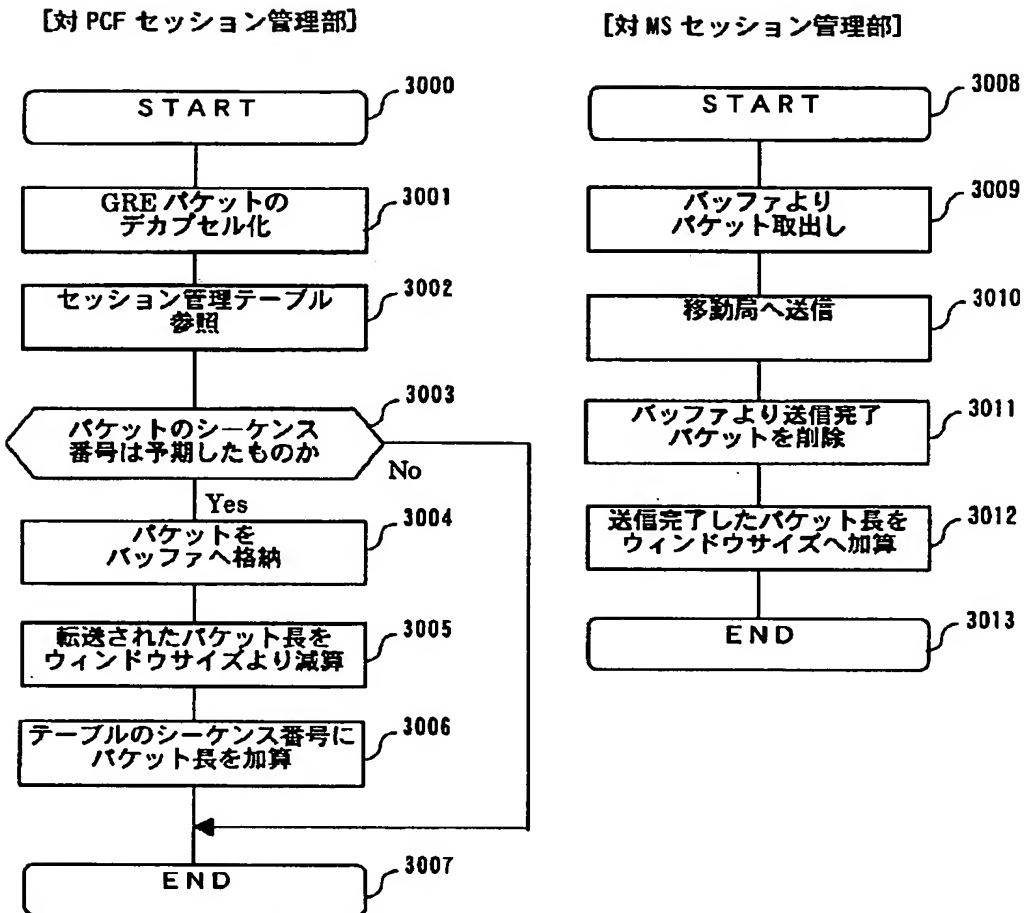 [対 PCF セッション管理部]
START
3000
GRE パケットの
デカプセル化
3001
セッション管理テーブル
参照
3002
パケットのシーケンス
番号は予期したものか
3003
No
Yes
パケットを
バッファへ格納
3004
転送されたパケット長を
ウィンドウサイズより減算
3005
テーブルのシーケンス番号に
パケット長を加算
3006
END
3007
[対 MS セッション管理部]
START
3008
バッファより
パケット取出し
3009
移動局へ送信
3010
バッファより送信完了
パケットを削除
3011
送信完了したパケット長を
ウィンドウサイズへ加算
3012
END
3013